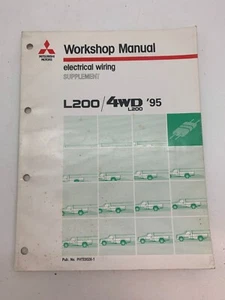 MITSUBISHI
MOTORS
Workshop Manual
electrical wiring
SUPPLEMENT
L200/4WD '95
L200